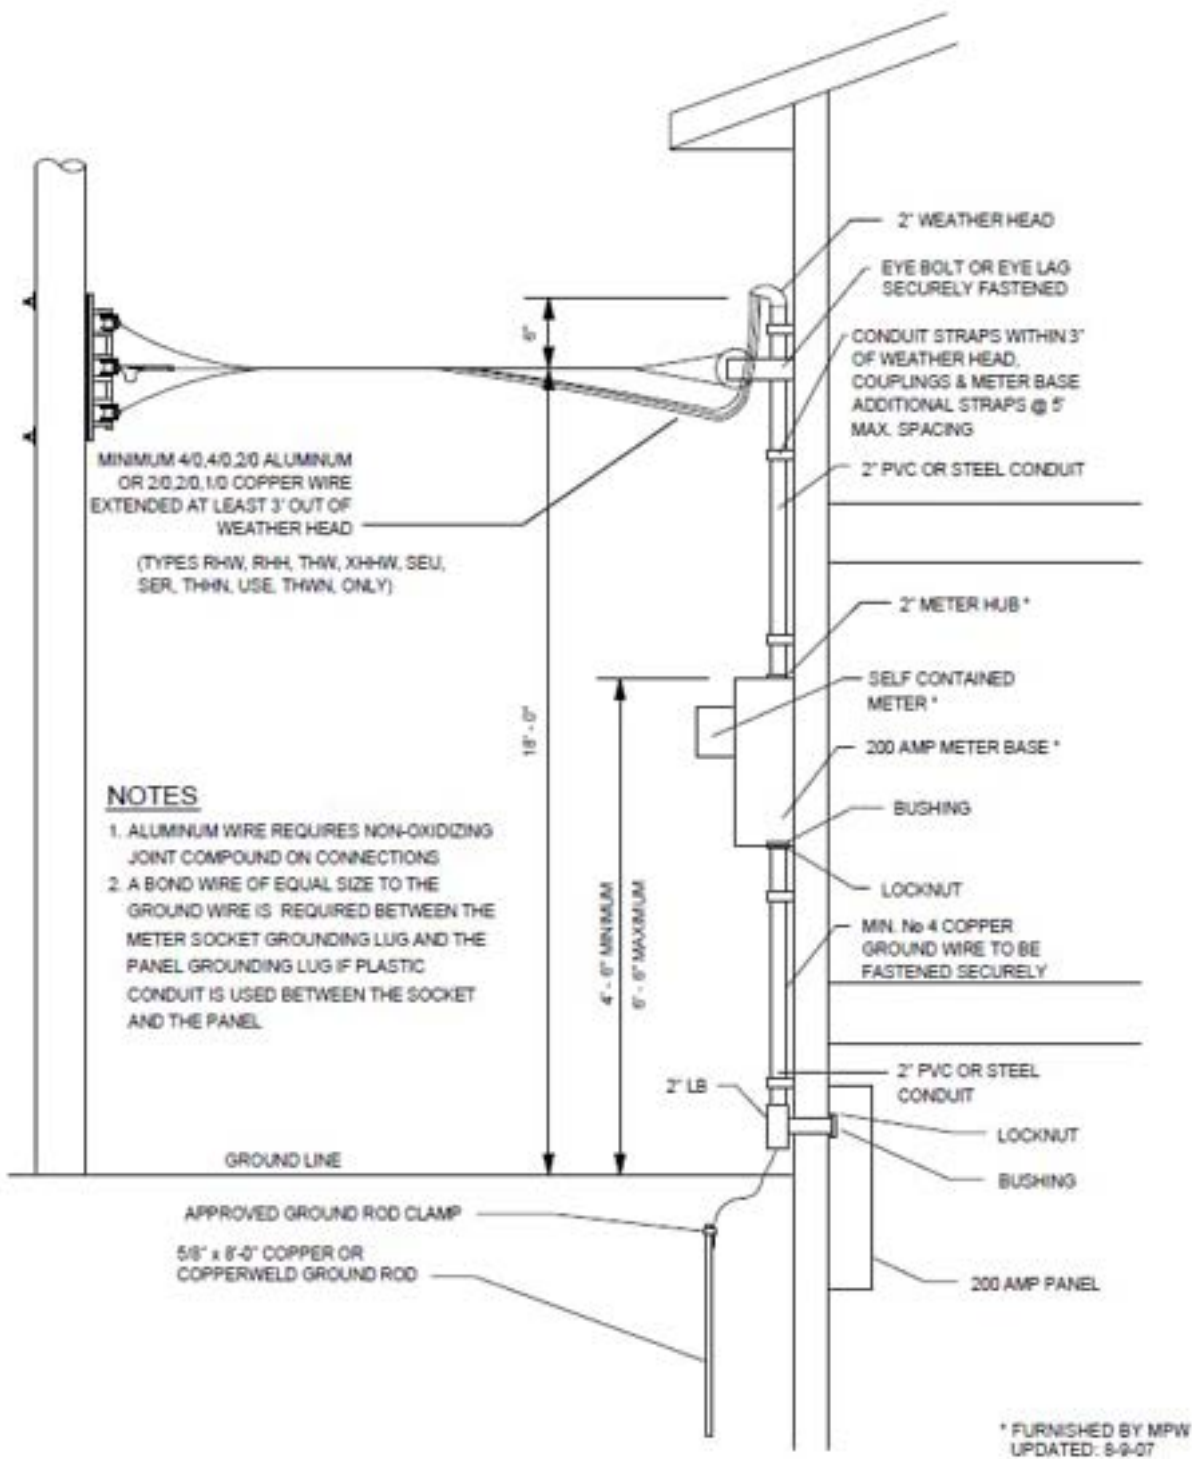 2" WEATHER HEAD
EYE BOLT OR EYE LAG
SECURELY FASTENED
6"
CONDUIT STRAPS WITHIN 3"
OF WEATHER HEAD,
COUPLINGS & METER BASE
ADDITIONAL STRAPS @ 5'
MAX. SPACING
MINIMUM 4/0,4/0,2/0 ALUMINUM
OR 2/0,2/0,1/0 COPPER WIRE
EXTENDED AT LEAST 3' OUT OF
WEATHER HEAD
(TYPES RHW, RHH, THW, XHHW, SEU,
SER, THHN, USE, THWN, ONLY)
2" PVC OR STEEL CONDUIT
2" METER HUB *
SELF CONTAINED
METER *
18' - 0"
200 AMP METER BASE *
NOTES
1. ALUMINUM WIRE REQUIRES NON-OXIDIZING
JOINT COMPOUND ON CONNECTIONS
2. A BOND WIRE OF EQUAL SIZE TO THE
GROUND WIRE IS REQUIRED BETWEEN THE
METER SOCKET GROUNDING LUG AND THE
PANEL GROUNDING LUG IF PLASTIC
CONDUIT IS USED BETWEEN THE SOCKET
AND THE PANEL
BUSHING
LOCKNUT
4' - 6" MINIMUM
6' - 6" MAXIMUM
MIN. No 4 COPPER
GROUND WIRE TO BE
FASTENED SECURELY
2" LB
2" PVC OR STEEL
CONDUIT
LOCKNUT
BUSHING
GROUND LINE
APPROVED GROUND ROD CLAMP
5/8" x 8'-0" COPPER OR
COPPERWELD GROUND ROD
200 AMP PANEL
* FURNISHED BY MPW
UPDATED: 8-9-07